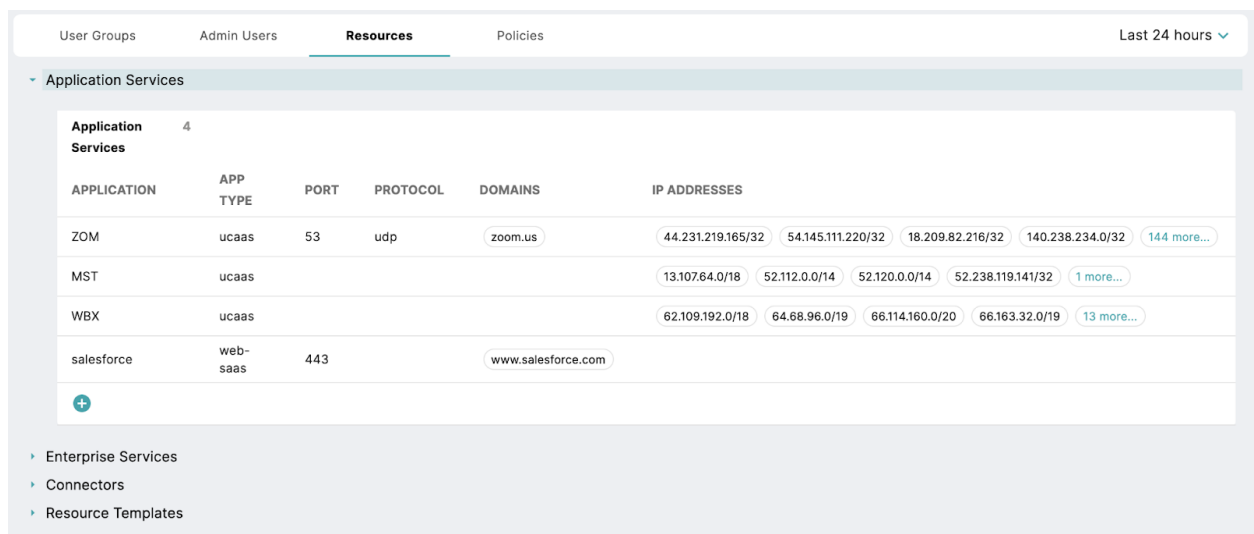 User Groups Admin Users Resources Policies Last 24 hours
Application Services
Application 4
Services
APPLICATION APP TYPE PORT PROTOCOL DOMAINS IP ADDRESSES
ZOM ucaas 53 udp zoom.us 44.231.219.165/32 54.145.111.220/32 18.209.82.216/32 140.238.234.0/32 144 more...
MST ucaas 13.107.64.0/18 52.112.0.0/14 52.120.0.0/14 52.238.119.141/32 1 more...
WBX ucaas 62.109.192.0/18 64.68.96.0/19 66.114.160.0/20 66.163.32.0/19 13 more...
salesforce web-saas 443 www.salesforce.com
Enterprise Services
Connectors
Resource Templates